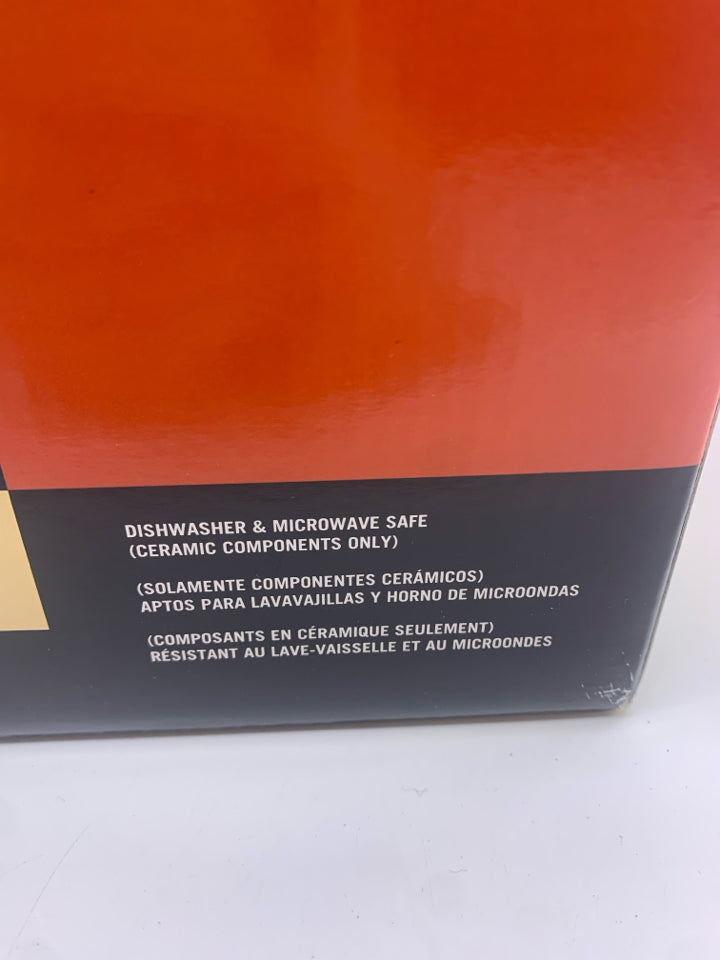 DISHWASHER & MICROWAVE SAFE
(CERAMIC COMPONENTS ONLY)
(SOLAMENTE COMPONENTES CERÁMICOS)
APTOS PARA LAVAVAJILLAS Y HORNO DE MICROONDAS
(COMPOSANTS EN CÉRAMIQUE SEULEMENT)
RÉSISTANT AU LAVE-VAISSELLE ET AU MICROONDES